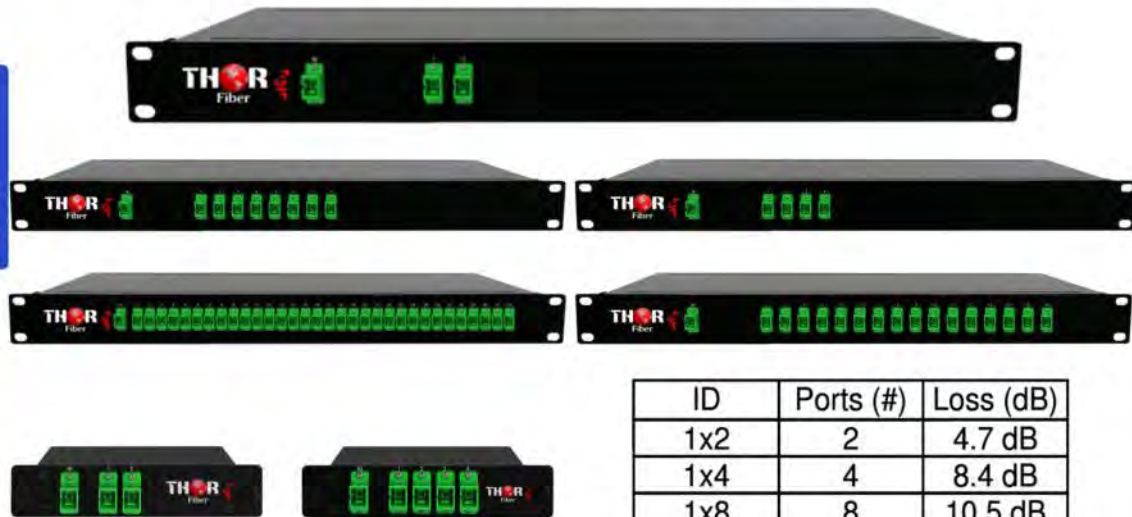 THOR
Fiber
THOR
Fiber
THOR
Fiber
THOR
Fiber
THOR
Fiber
THOR
THOR
Fiber
ID Ports (#) Loss (dB)
1x2 2 4.7 dB
1x4 4 8.4 dB
1x8 8 10.5 dB